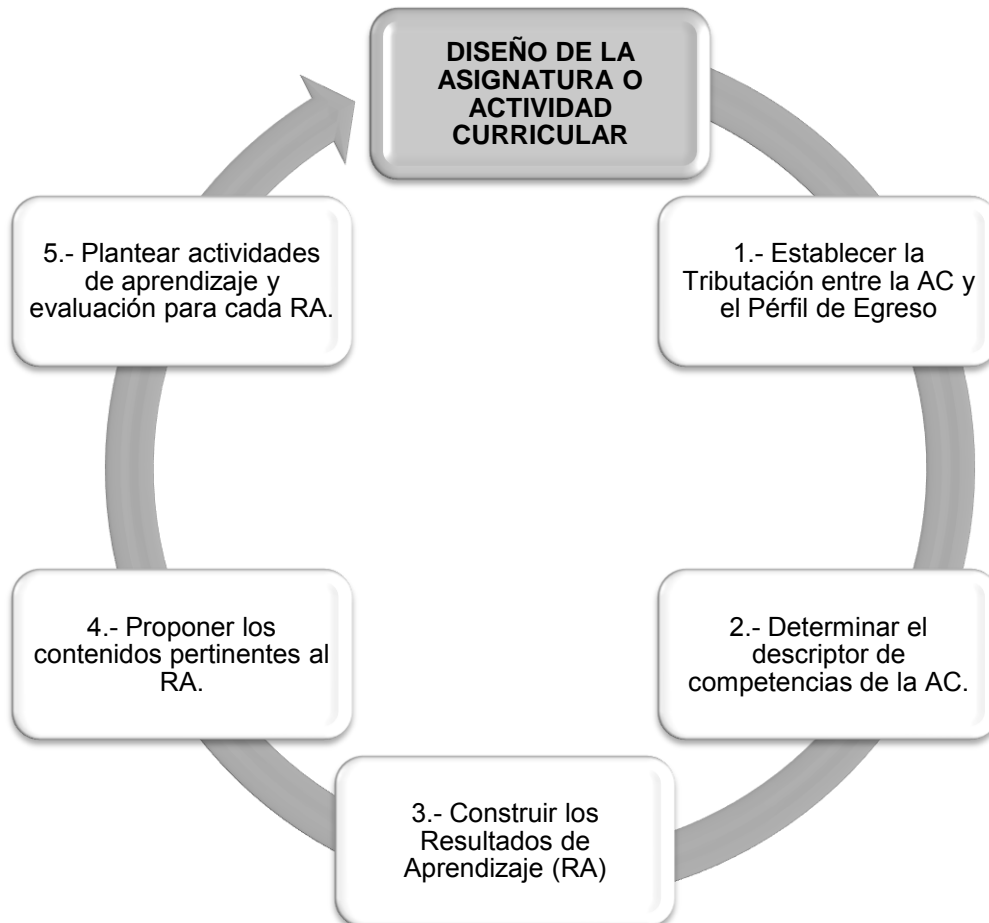 DISEÑO DE LA
ASIGNATURA O
ACTIVIDAD
CURRICULAR
1.- Establecer la
Tributación entre la AC y
el Pérfil de Egreso
2.- Determinar el
descriptor de
competencias de la AC.
3.- Construir los
Resultados de
Aprendizaje (RA)
4.- Proponer los
contenidos pertinentes al
RA.
5.- Plantear actividades
de aprendizaje y
evaluación para cada RA.